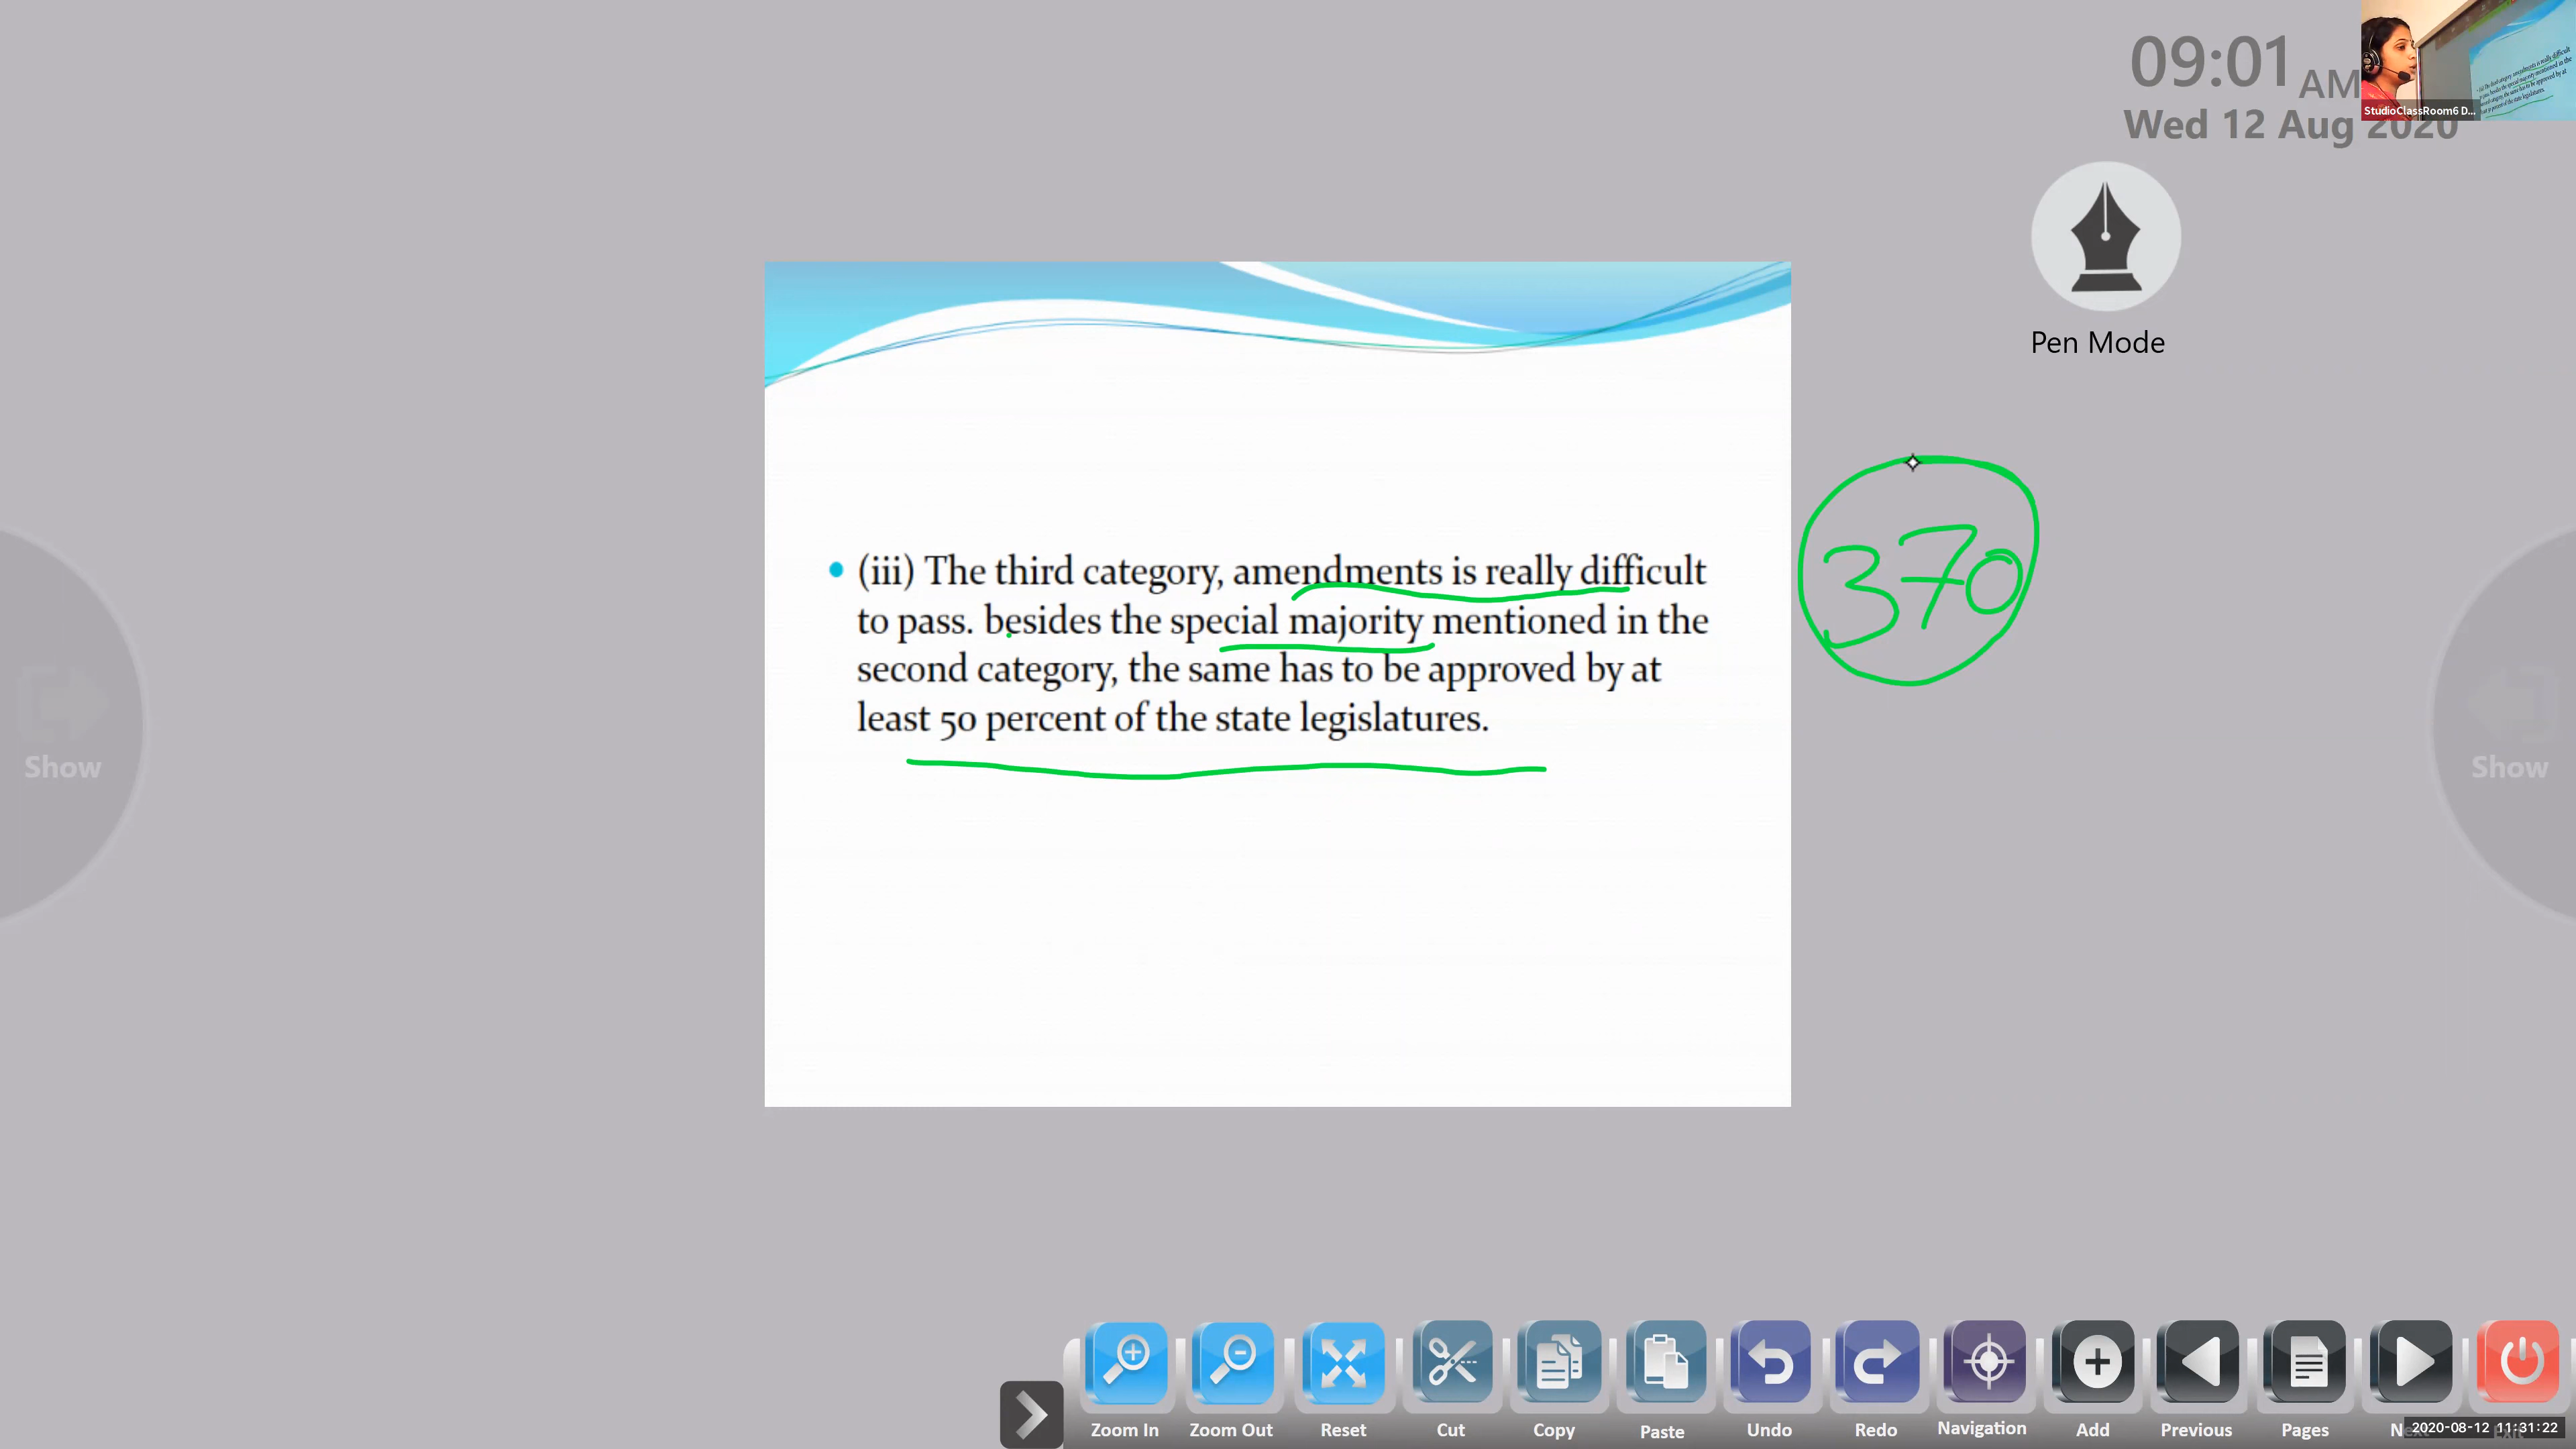 09:01 AM
Wed 12 Aug 2020
StudioClassRoom6 D...
Pen Mode
370
• (iii) The third category, amendments is really difficult
to pass. besides the special majority mentioned in the
second category, the same has to be approved by at
least 50 percent of the state legislatures.
Show
Show
Zoom In Zoom Out Reset Cut Copy Paste Undo Redo Navigation Add Previous Pages
2020-08-12 11:31:22